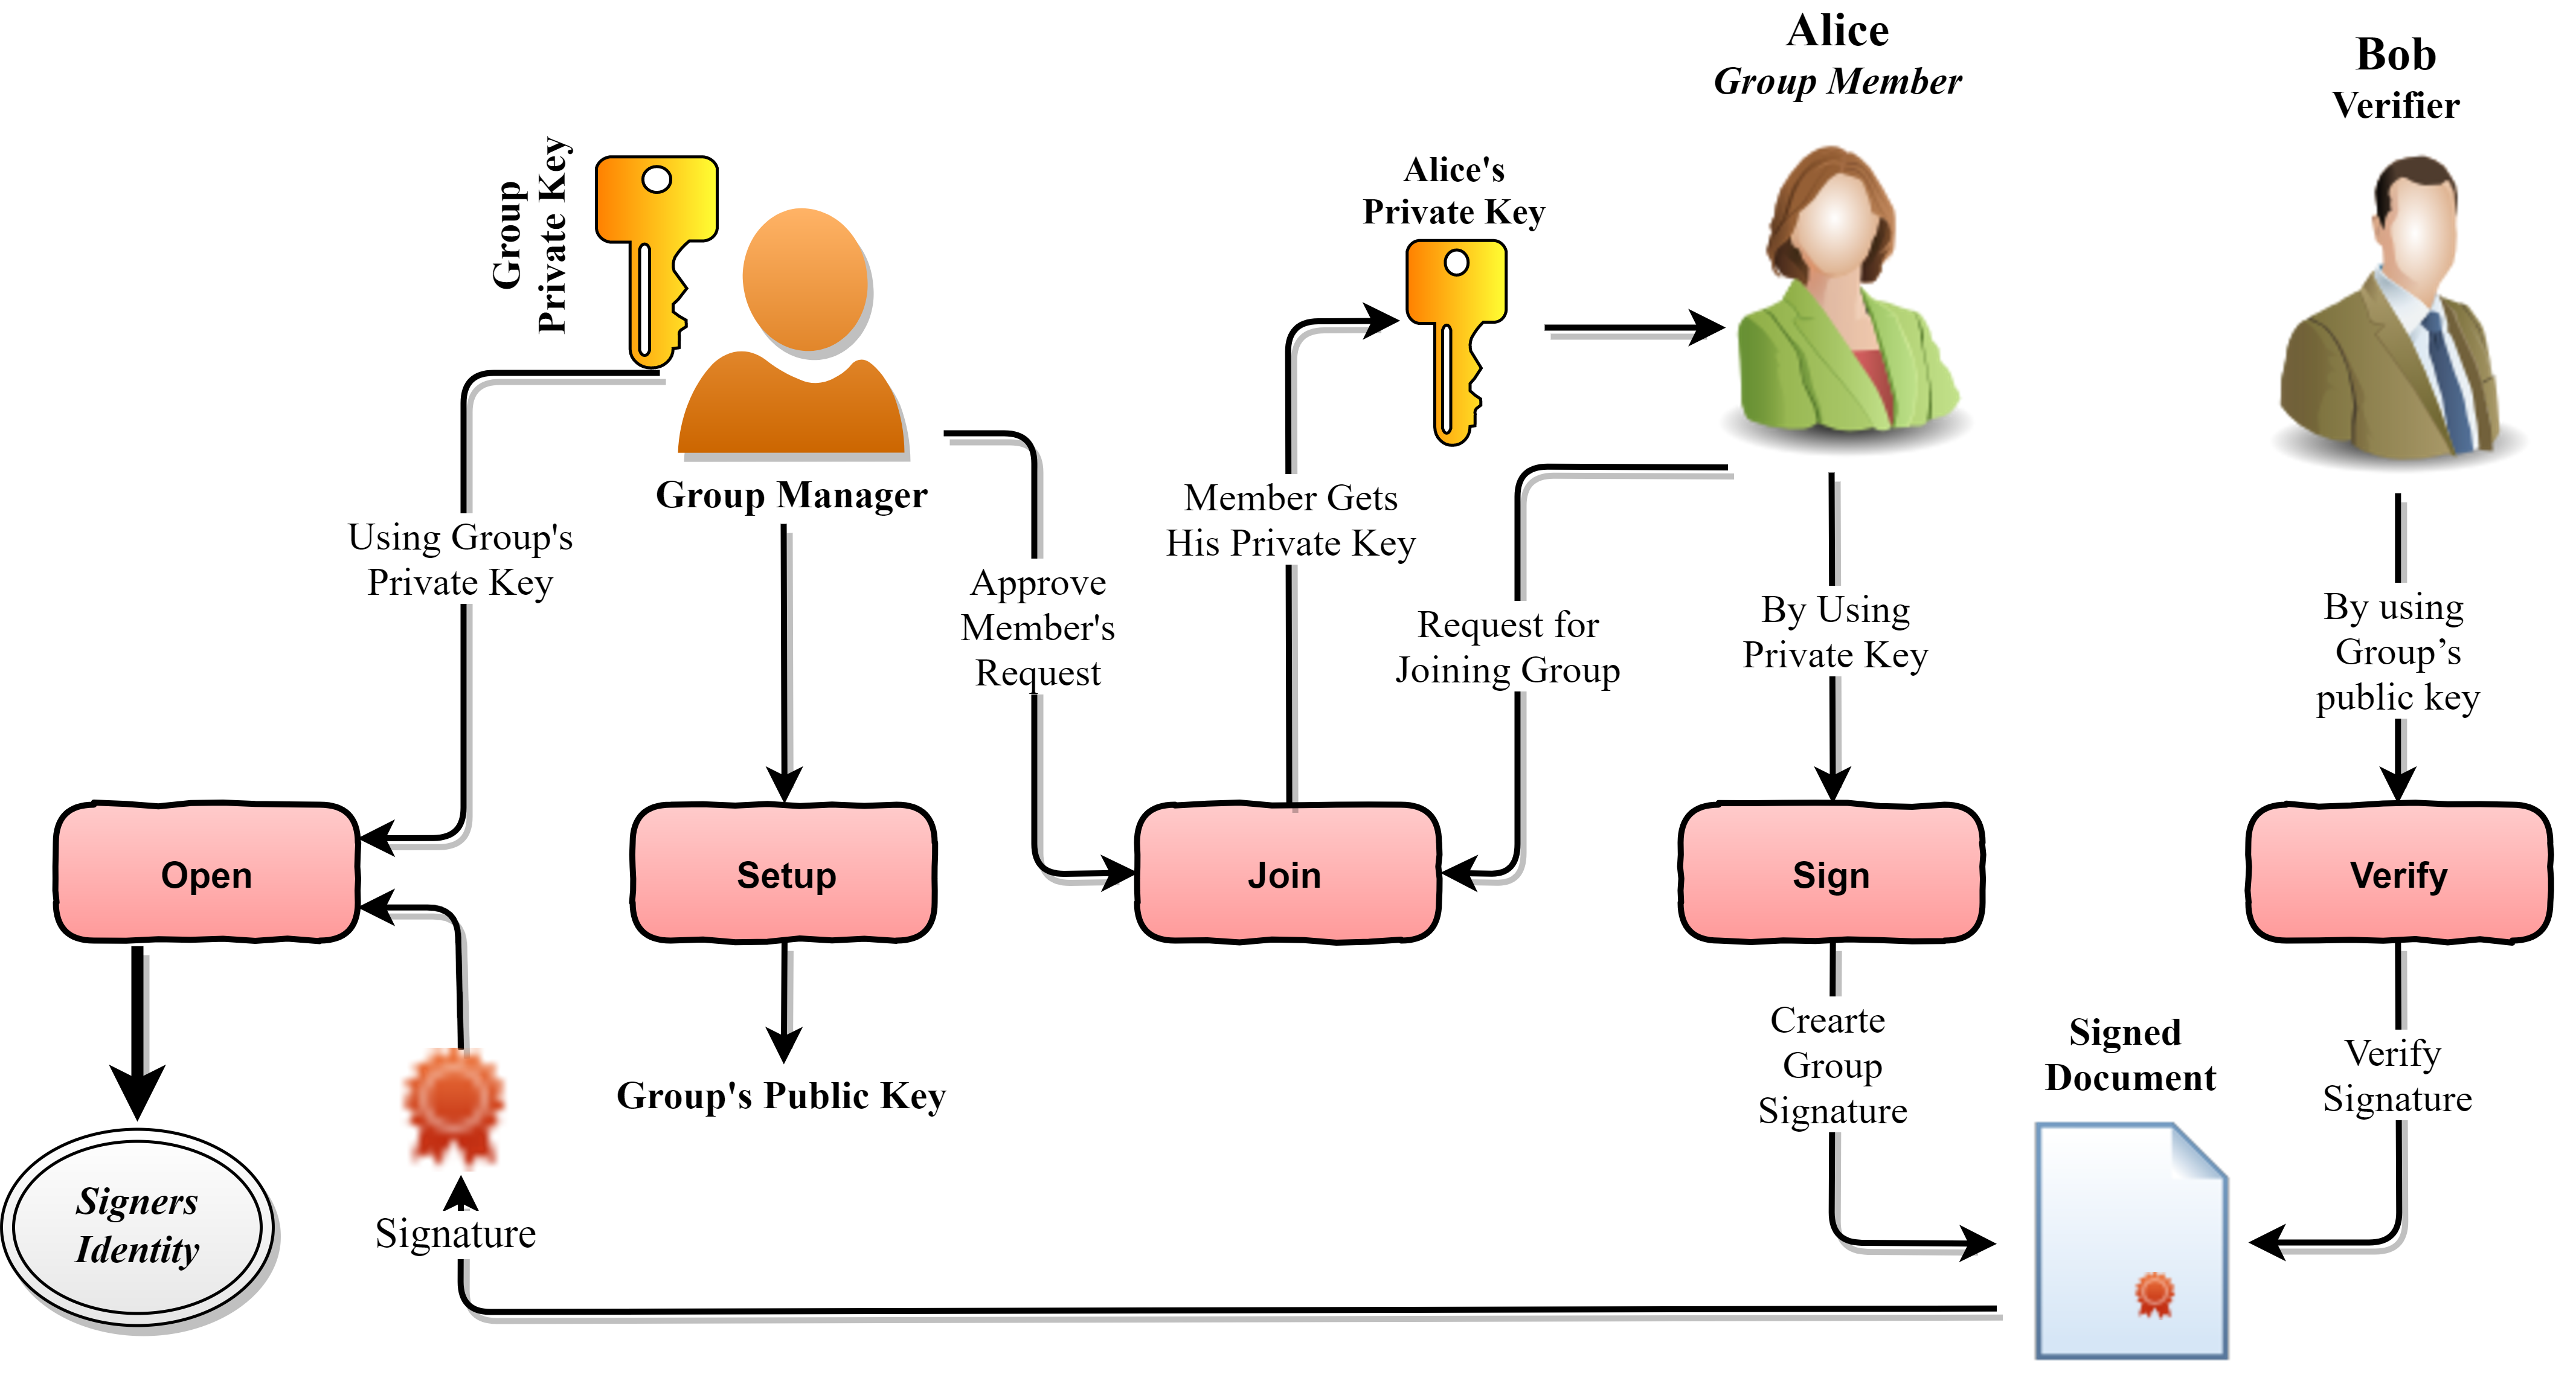 Alice
Group Member
Bob
Verifier
Group
Private Key
Alice's
Private Key
Group Manager
Using Group's
Private Key
Approve
Member's
Request
Member Gets
His Private Key
Request for
Joining Group
By Using
Private Key
By using
Group’s
public key
Open
Setup
Join
Sign
Verify
Group's Public Key
Crearte
Group
Signature
Signed
Document
Verify
Signature
Signers
Identity
Signature